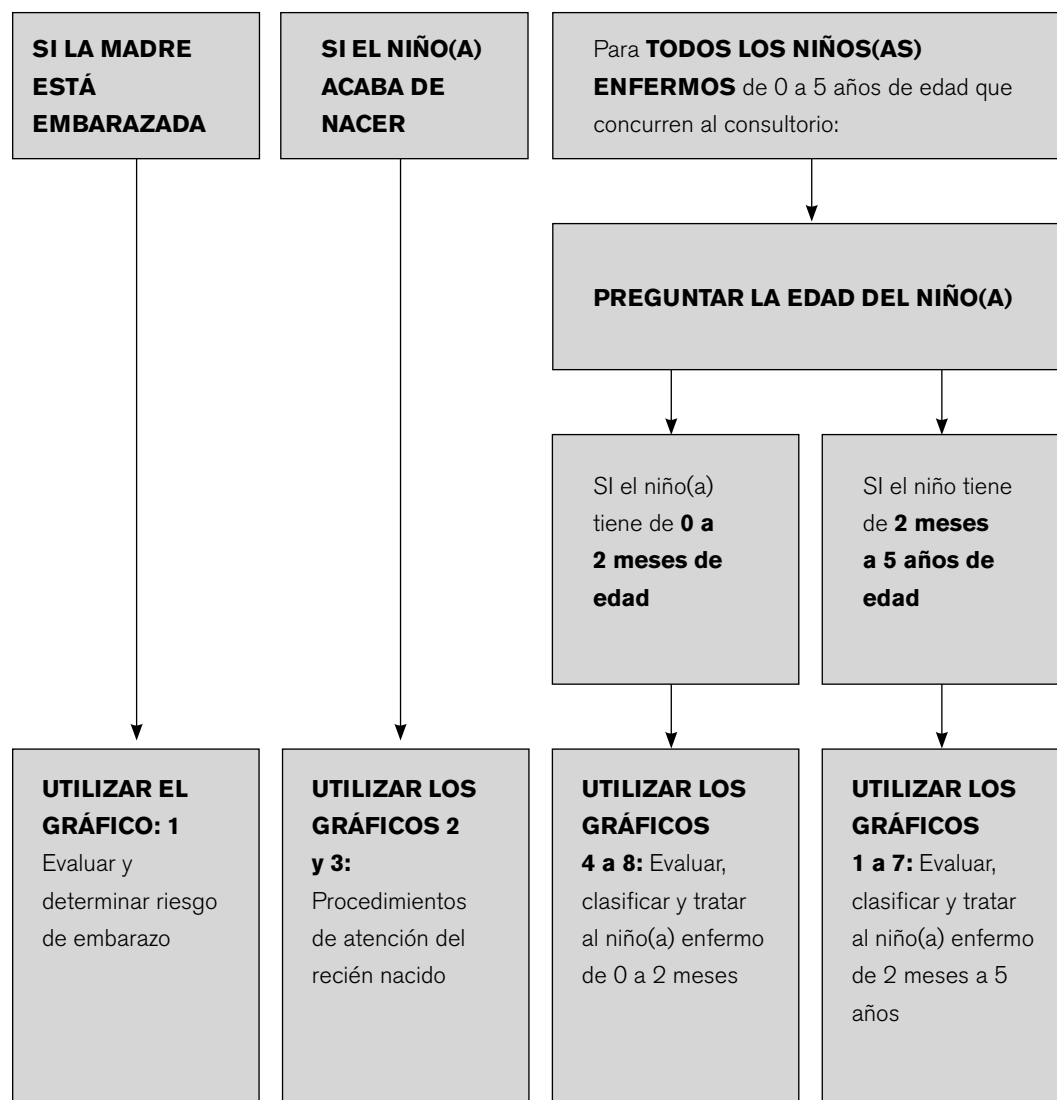 SI LA MADRE
ESTÁ
EMBARAZADA
SI EL NIÑO(A)
ACABA DE
NACER
Para TODOS LOS NIÑOS(AS)
ENFERMOS de 0 a 5 años de edad que
concurren al consultorio:
PREGUNTAR LA EDAD DEL NIÑO(A)
SI el niño(a)
tiene de 0 a
2 meses de
edad
SI el niño tiene
de 2 meses
a 5 años de
edad
UTILIZAR EL
GRÁFICO: 1
Evaluar y
determinar riesgo
de embarazo
UTILIZAR LOS
GRÁFICOS 2
y 3:
Procedimientos
de atención del
recién nacido
UTILIZAR LOS
GRÁFICOS
4 a 8: Evaluar,
clasificar y tratar
al niño(a) enfermo
de 0 a 2 meses
UTILIZAR LOS
GRÁFICOS
1 a 7: Evaluar,
clasificar y tratar
al niño(a) enfermo
de 2 meses a 5
años